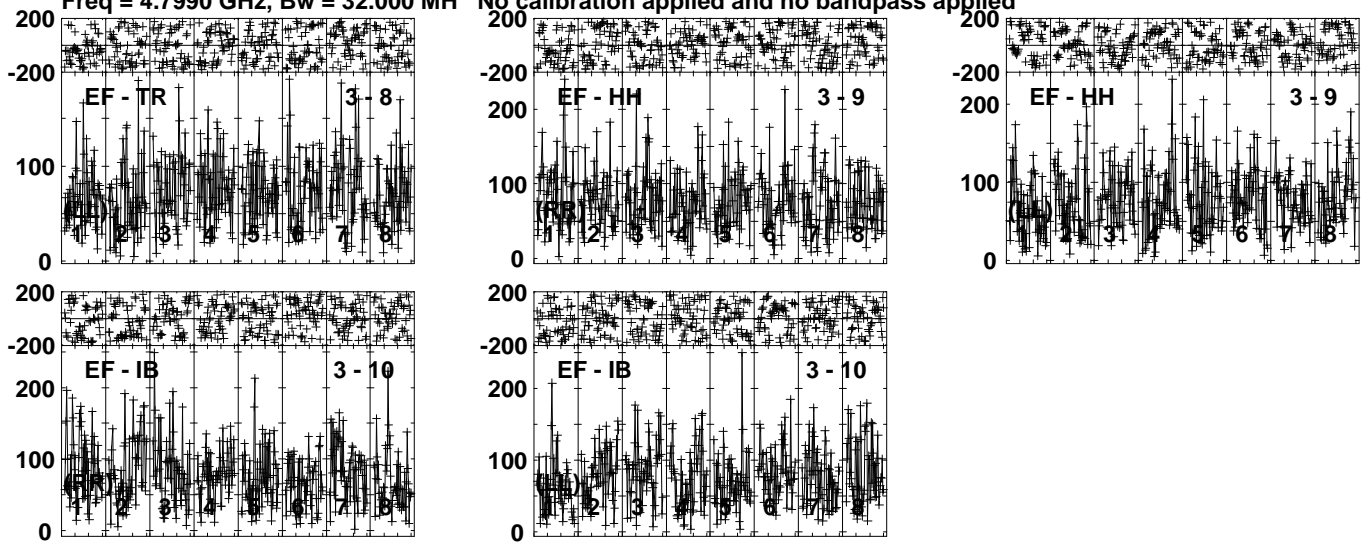 Freq = 4.7990 GHz, Bw = 32.000 MH No calibration applied and no bandpass applied
200
-200
EF - TR 3 - 8
100
0
(LL)
1 2 3 4 5 6 7 8
200
-200
EF - HH 3 - 9
200
100
0
(RR)
1 2 3 4 5 6 7 8
200
-200
EF - HH 3 - 9
200
100
0
(LL)
1 2 3 4 5 6 7 8
200
-200
EF - IB 3 - 10
200
100
0
(RR)
1 2 3 4 5 6 7 8
200
-200
EF - IB 3 - 10
200
100
0
(LL)
1 2 3 4 5 6 7 8